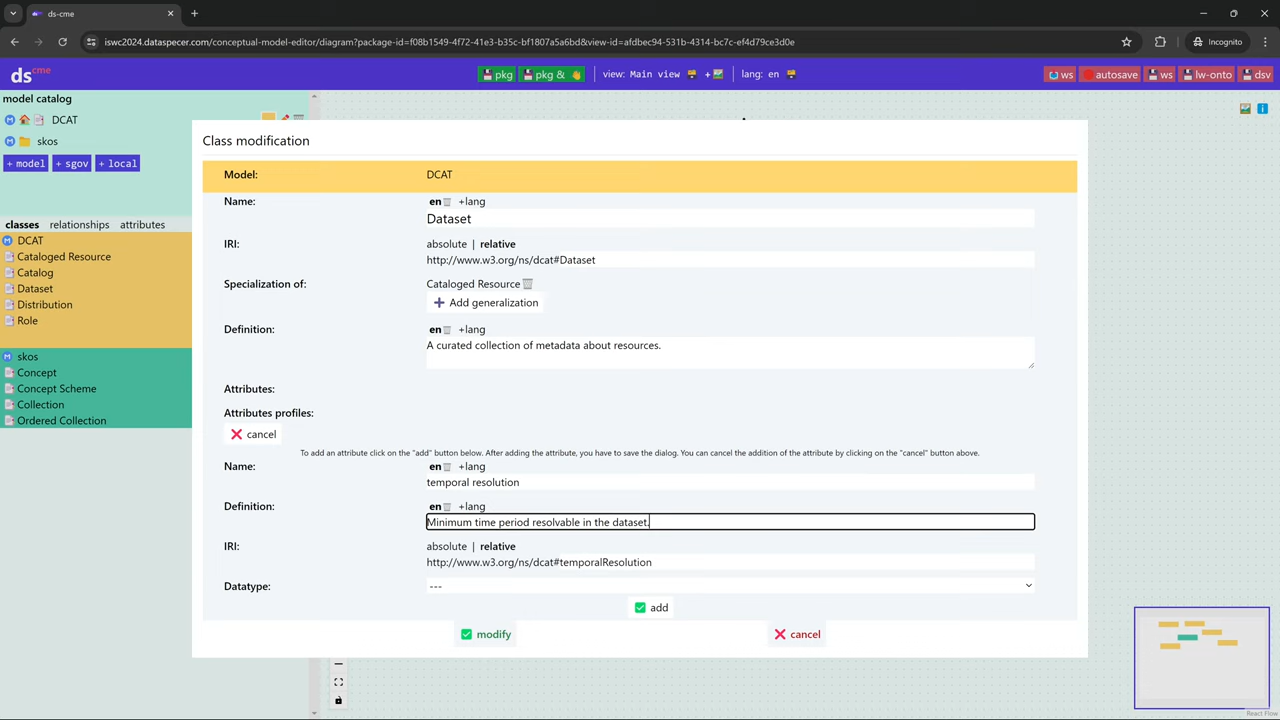 ds-cme
iswc2024.dataspecer.com/conceptual-model-editor/diagram?package-id=f08b1549-4f72-41e3-b35c-bf1807a5a6bd&view-id=afdbec94-531b-4314-bc7c-ef4d79ce3d0e
Incognito
ds cme
pkg
pkg &
view: Main view
+
lang: en
ws
autosave
ws
lw-onto
dsv
model catalog
M DCAT
M skos
+ model
+ sgov
+ local
classes relationships attributes
M DCAT
Cataloged Resource
Catalog
Dataset
Distribution
Role
M skos
Concept
Concept Scheme
Collection
Ordered Collection
Class modification
Model: DCAT
Name: en +lang
Dataset
IRI: absolute | relative
http://www.w3.org/ns/dcat#Dataset
Specialization of: Cataloged Resource
Add generalization
Definition: en +lang
A curated collection of metadata about resources.
Attributes:
Attributes profiles:
cancel
To add an attribute click on the "add" button below. After adding the attribute, you have to save the dialog. You can cancel the addition of the attribute by clicking on the "cancel" button above.
Name: en +lang
temporal resolution
Definition: en +lang
Minimum time period resolvable in the dataset.
IRI: absolute | relative
http://www.w3.org/ns/dcat#temporalResolution
Datatype: ---
add
modify
cancel
React Flow